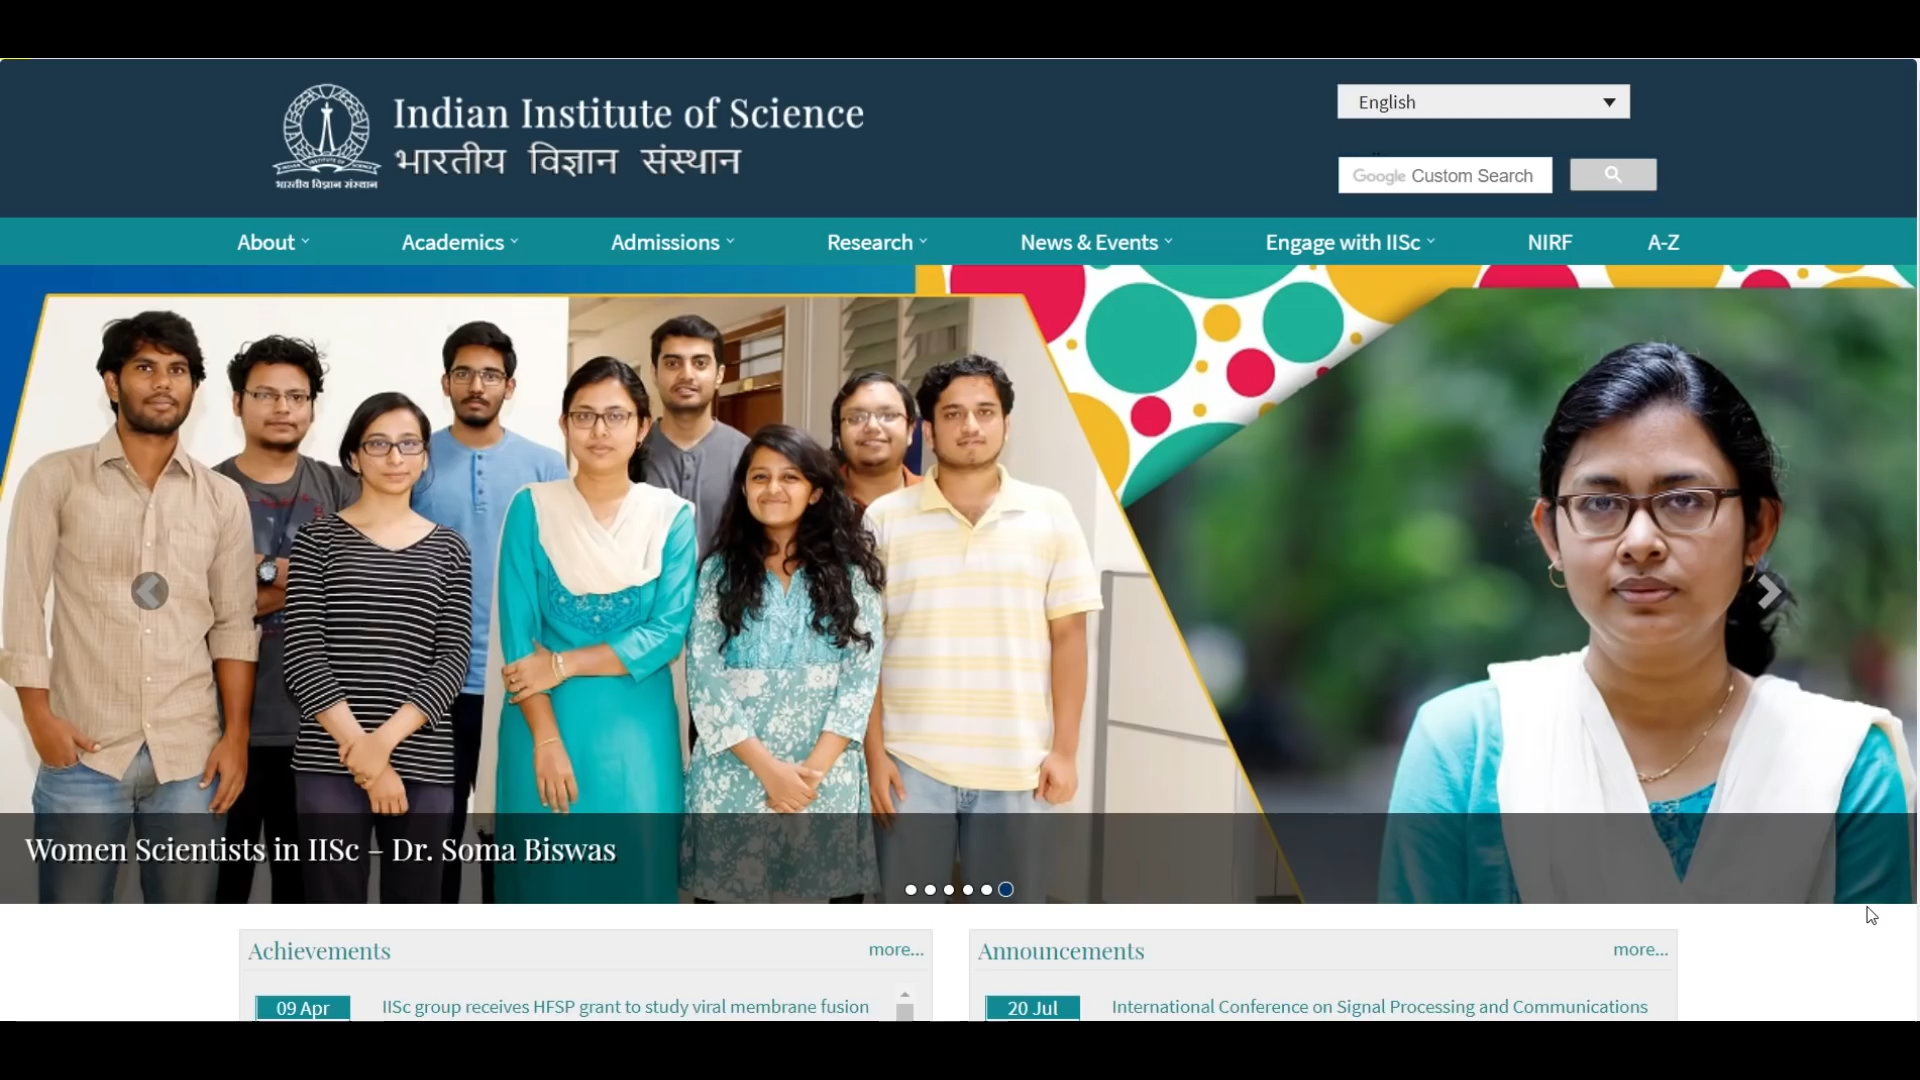 Indian Institute of Science
भारतीय विज्ञान संस्थान
भारतीय विज्ञान संस्थान
English
Google Custom Search
About
Academics
Admissions
Research
News & Events
Engage with IISc
NIRF
A-Z
Women Scientists in IISc – Dr. Soma Biswas
Achievements
more...
09 Apr
IISc group receives HFSP grant to study viral membrane fusion
Announcements
more...
20 Jul
International Conference on Signal Processing and Communications